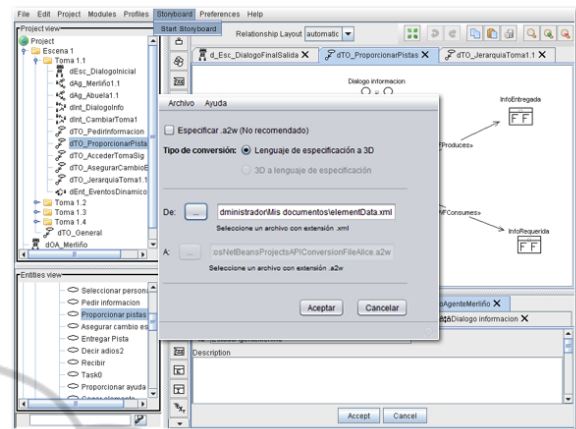 File Edit Project Modules Profiles Storyboard Preferences Help
Project view
Start Storyboard
Relationship Layout automatic
Project
Escena 1
Toma 1.1
dEsc_DialogoInicial
dAg_Merliño1.1
dAg_Abuela1.1
dInt_DialogoInfo
dInt_CambiarToma1
dTO_PedirInformacion
dTO_ProporcionarPista
dTO_AccederTomaSig
dTO_AsegurarCambioE
dTO_JerarquiaToma1.1
dEnt_EventosDinamico
Toma 1.2
Toma 1.3
Toma 1.4
dTO_General
dOA_Merliño
d_Esc_DialogoFinalSalida X
dTO_ProporcionarPistas X
dTO_JerarquiaToma1.1 X
Dialogo informacion
InfoEntregada
FF
Produces»
WFConsumes»
InfoRequerida
FF
Archivo Ayuda
Especificar .a2w (No recomendado)
Tipo de conversión: Lenguaje de especificación a 3D
3D a lenguaje de especificación
De: ... dministrador\Mis documentos\elementData.xml
Seleccione un archivo con extensión .xml
A: ... osNetBeansProjectsAPIConversionFileAlice.a2w
Seleccione un archivo con extensión .a2w
Aceptar Cancelar
Entities view
Seleccionar person
Pedir informacion
Proporcionar pistas
Asegurar cambio es
Entregar Pista
Decir adios2
Recibir
Task0
Proporcionar ayuda
oAgenteMerliño X
Dialogo informacion X
Description
Accept Cancel